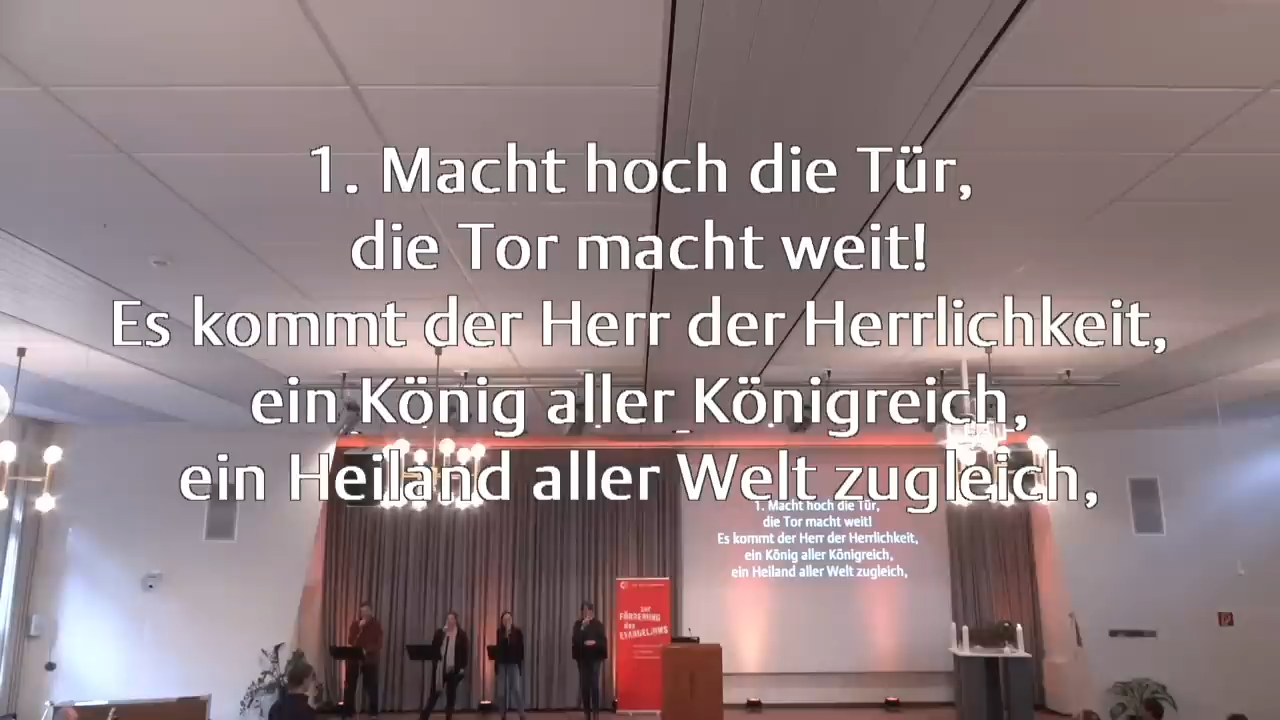 1. Macht hoch die Tür,
die Tor macht weit!
Es kommt der Herr der Herrlichkeit,
ein König aller Königreich,
ein Heiland aller Welt zugleich,
1. Macht hoch die Tür,
die Tor macht weit!
Es kommt der Herr der Herrlichkeit,
ein König aller Königreich,
ein Heiland aller Welt zugleich,
zur
FÖRDERUNG
des
EVANGELIUMS